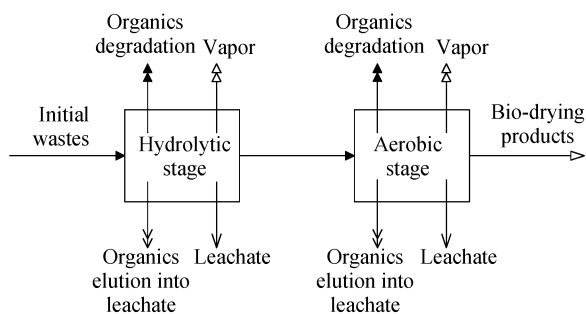 Organics
degradation
Vapor
Organics
degradation
Vapor
Initial
wastes
Hydrolytic
stage
Aerobic
stage
Bio-drying
products
Organics
elution into
leachate
Leachate
Organics
elution into
leachate
Leachate